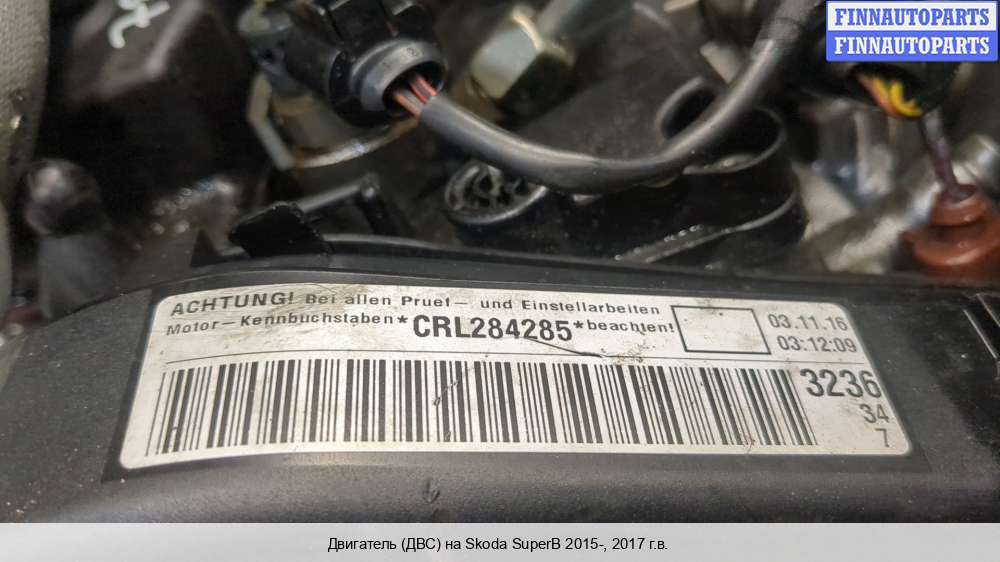 FINNAUTOPARTS
FINNAUTOPARTS
ACHTUNG! Bei allen Pruef- und Einstellarbeiten
Motor-Kennbuchstaben*CRL284285*beachten!
03.11.16
03:12:09
3236
34
7
Двигатель (ДВС) на Skoda SuperB 2015-, 2017 г.в.